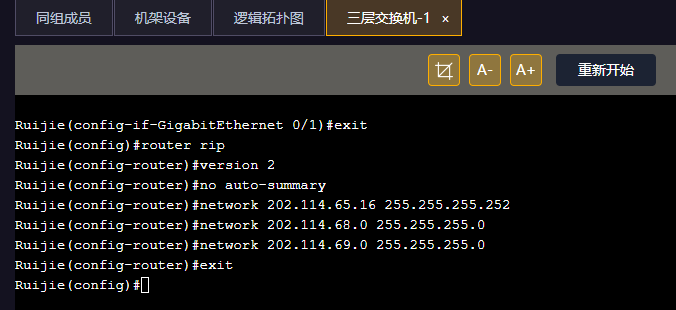 同组成员 机架设备 逻辑拓扑图 三层交换机-1 ×
A- A+ 重新开始
Ruijie(config-if-GigabitEthernet 0/1)#exit
Ruijie(config)#router rip
Ruijie(config-router)#version 2
Ruijie(config-router)#no auto-summary
Ruijie(config-router)#network 202.114.65.16 255.255.255.252
Ruijie(config-router)#network 202.114.68.0 255.255.255.0
Ruijie(config-router)#network 202.114.69.0 255.255.255.0
Ruijie(config-router)#exit
Ruijie(config)#